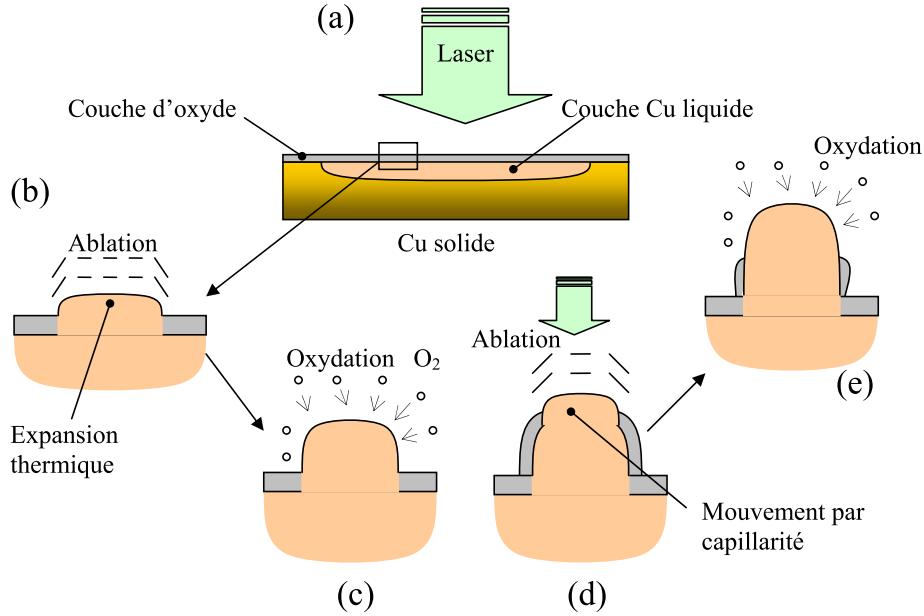 (a)
Laser
Couche d’oxyde
Couche Cu liquide
Cu solide
(b)
Ablation
Expansion
thermique
Oxydation
O₂
(c)
Ablation
Mouvement par
capillarité
(d)
Oxydation
(e)